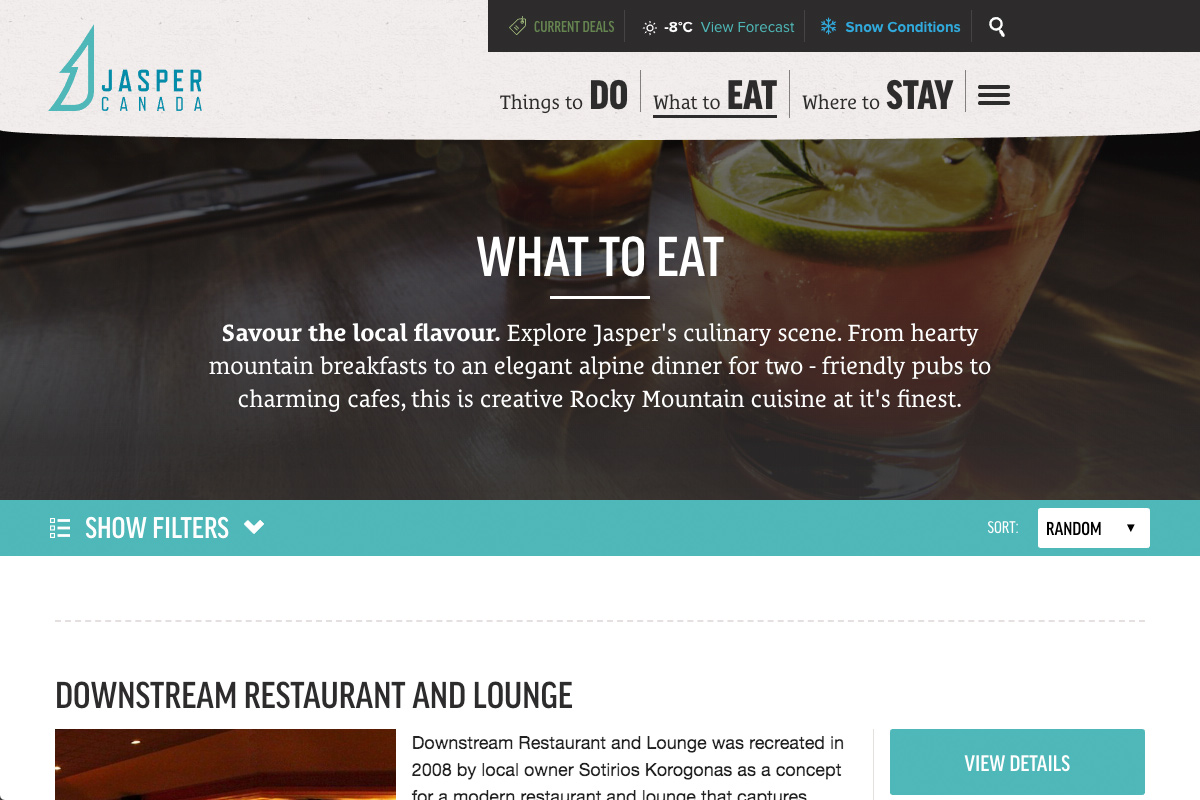 CURRENT DEALS
-8°C View Forecast
Snow Conditions
JASPER
CANADA
Things to DO
What to EAT
Where to STAY
WHAT TO EAT
Savour the local flavour. Explore Jasper's culinary scene. From hearty
mountain breakfasts to an elegant alpine dinner for two - friendly pubs to
charming cafes, this is creative Rocky Mountain cuisine at it's finest.
SHOW FILTERS
SORT:
RANDOM
DOWNSTREAM RESTAURANT AND LOUNGE
Downstream Restaurant and Lounge was recreated in
2008 by local owner Sotirios Korogonas as a concept
for a modern restaurant and lounge that captures
VIEW DETAILS